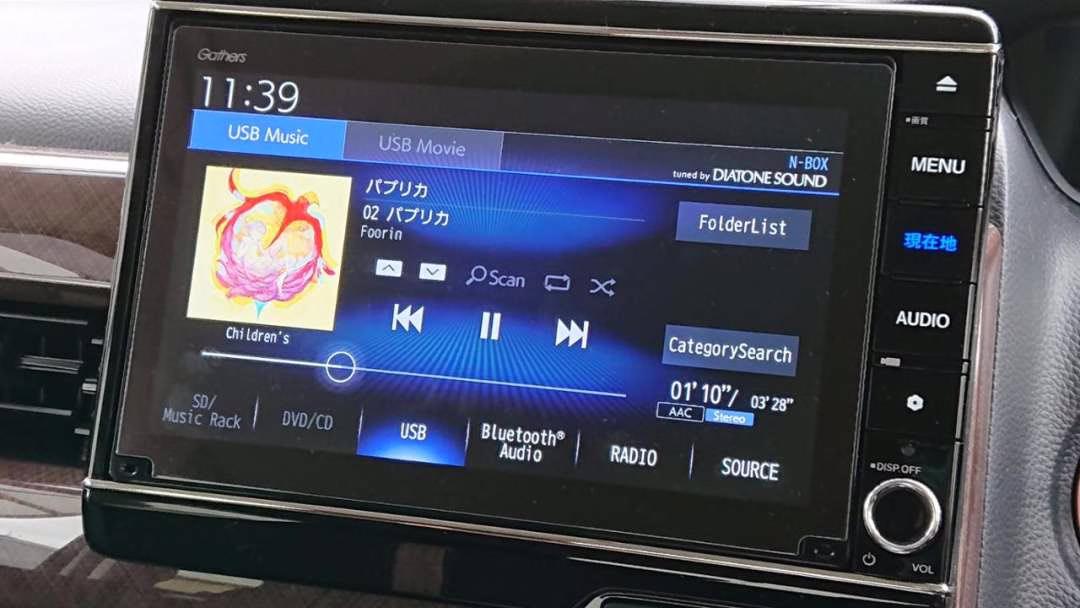 Gathers
11:39
USB Music
USB Movie
N-BOX
tuned by DIATONE SOUND
パプリカ
02 パプリカ
Foorin
FolderList
Scan
Children's
CategorySearch
01'10"/ 03'28"
AAC
Stereo
SD/
Music Rack
DVD/CD
USB
Bluetooth®
Audio
RADIO
SOURCE
画質
MENU
現在地
AUDIO
DISP.OFF
VOL